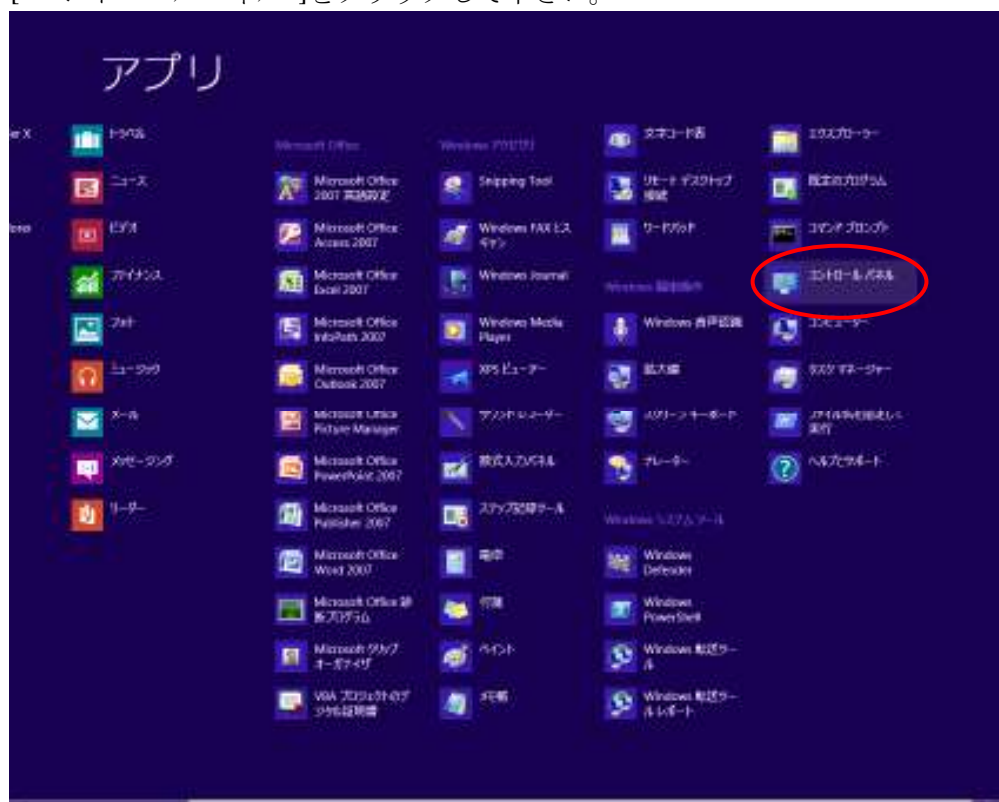 をクリックして下さい。
アプリ
er X
トラベル
ニュース
ビデオ
ファイナンス
フォト
ミュージック
メール
メッセージング
リーダー
Microsoft Office
Microsoft Office
2007 言語設定
Microsoft Office
Access 2007
Microsoft Office
Excel 2007
Microsoft Office
InfoPath 2007
Microsoft Office
Outlook 2007
Microsoft Office
Picture Manager
Microsoft Office
PowerPoint 2007
Microsoft Office
Publisher 2007
Microsoft Office
Word 2007
Microsoft Office 診
断プログラム
Microsoft クリップ
オーガナイザ
VBA プロジェクトのデ
ジタル証明書
Windows アクセサリ
Snipping Tool
Windows FAX とス
キャン
Windows Journal
Windows Media
Player
XPS ビューアー
サウンド レコーダー
数式入力パネル
ステップ記録ツール
電卓
付箋
ペイント
メモ帳
文字コード表
リモート デスクトップ
接続
ワードパッド
Windows 簡単操作
Windows 音声認識
拡大鏡
スクリーン キーボード
ナレーター
Windows システム ツール
Windows
Defender
Windows
PowerShell
Windows 転送ツー
ル
Windows 転送ツー
ル レポート
エクスプローラー
既定のプログラム
コマンド プロンプト
コントロール パネル
コンピューター
タスク マネージャー
ファイル名を指定して
実行
ヘルプとサポート